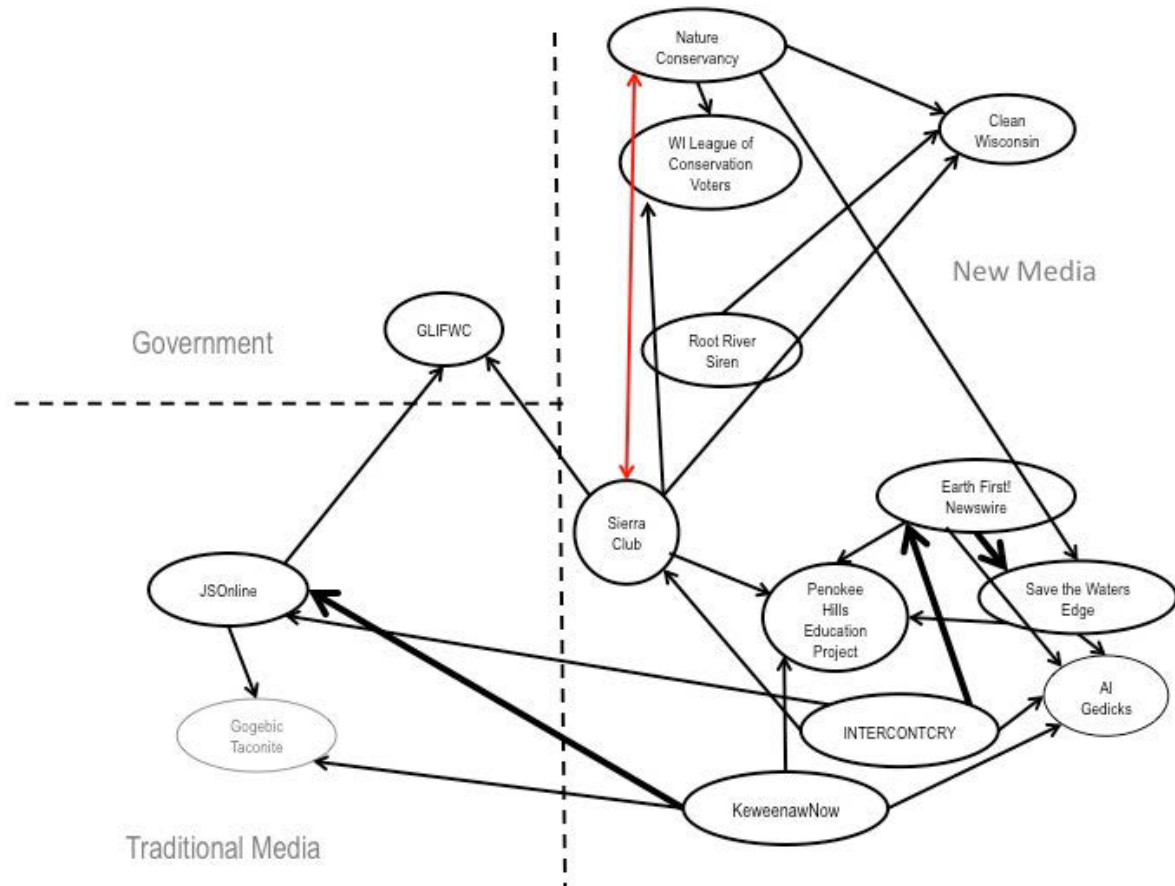 Nature
Conservancy
Clean
Wisconsin
WI League of
Conservation
Voters
New Media
GLIFWC
Government
Root River
Siren
Earth First!
Newswire
Sierra
Club
JSOnline
Penokee
Hills
Education
Project
Save the Waters
Edge
Al
Gedicks
Gogebic
Taconite
INTERCONTCRY
KeweenawNow
Traditional Media